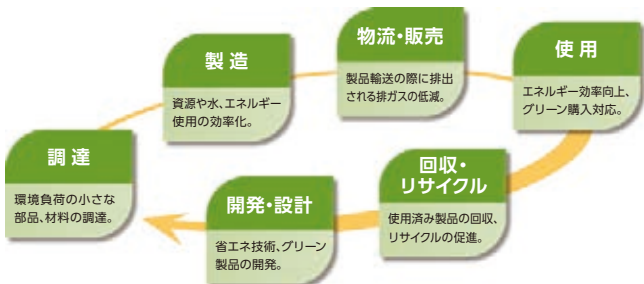 調達
環境負荷の小さな
部品、材料の調達。
製造
資源や水、エネルギー
使用の効率化。
物流・販売
製品輸送の際に排出
される排ガスの低減。
使用
エネルギー効率向上、
グリーン購入対応。
回収・
リサイクル
使用済み製品の回収、
リサイクルの促進。
開発・設計
省エネ技術、グリーン
製品の開発。